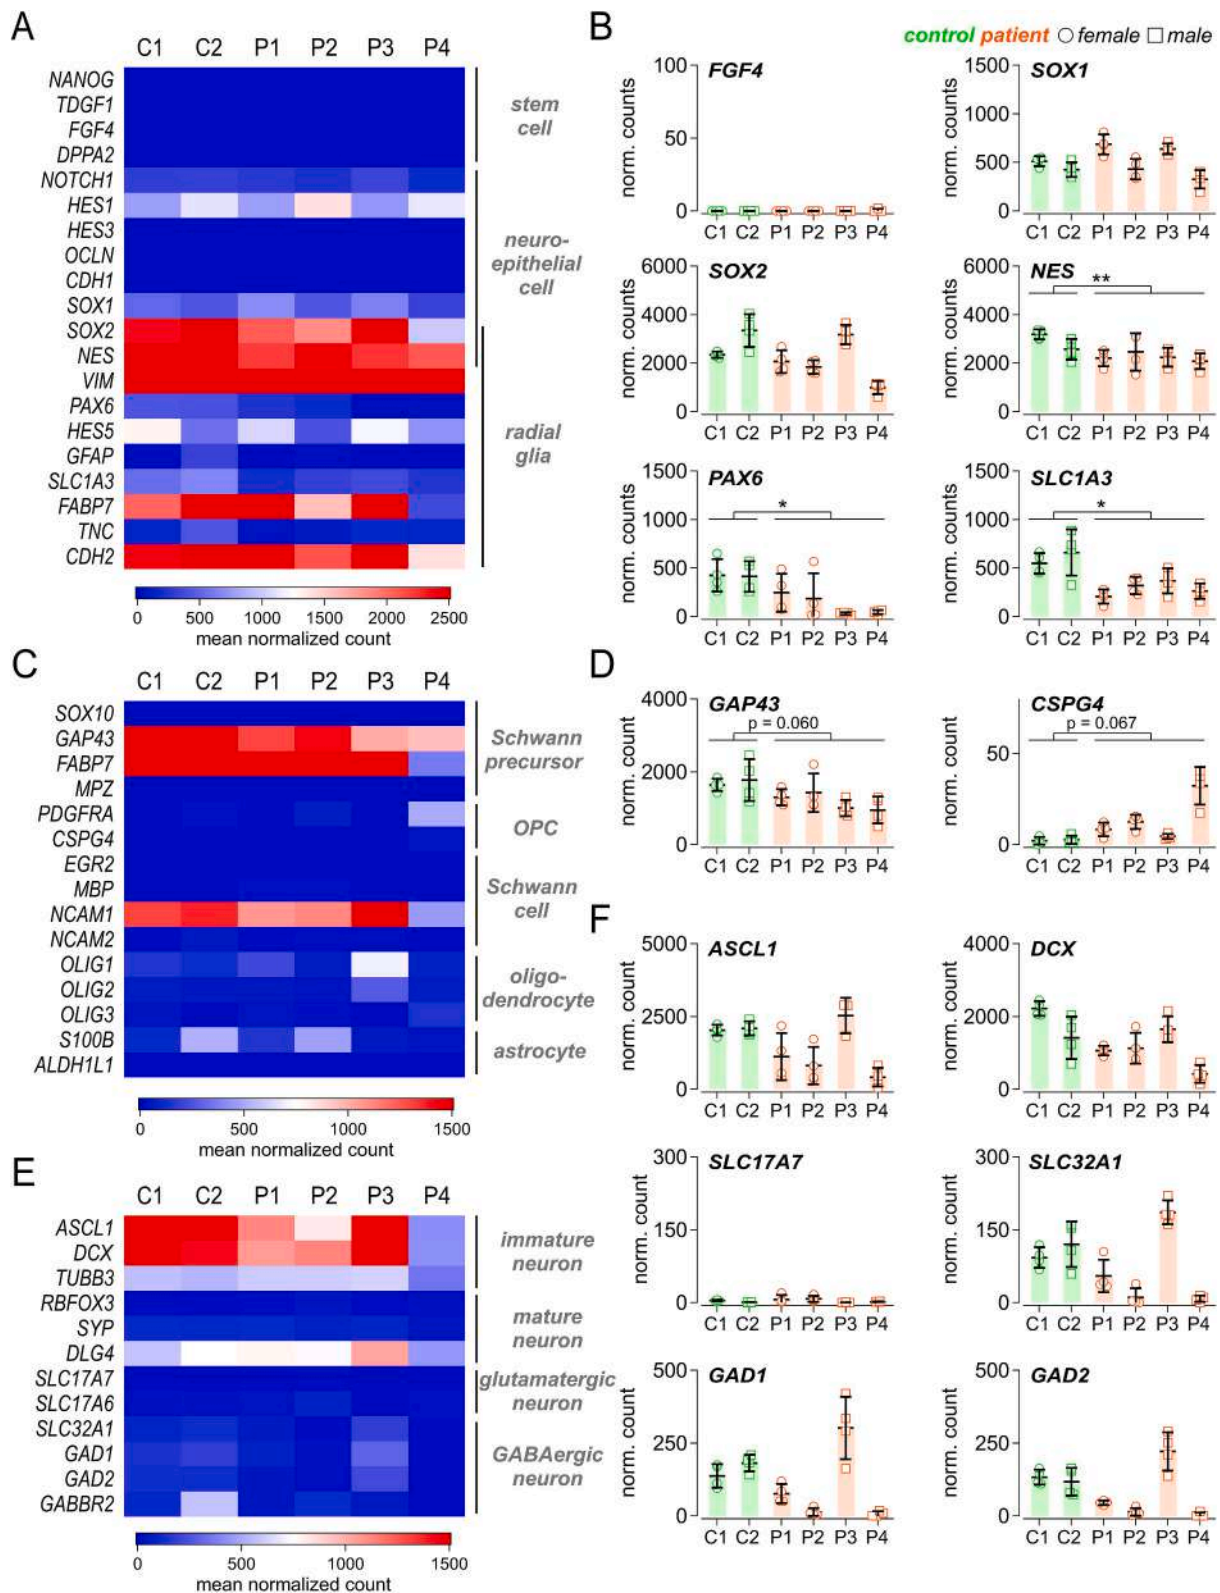 A
C1 C2 P1 P2 P3 P4
NANOG
TDGF1
FGF4
DPPA2
NOTCH1
HES1
HES3
OCLN
CDH1
SOX1
SOX2
NES
VIM
PAX6
HES5
GFAP
SLC1A3
FABP7
TNC
CDH2
stem
cell
neuro-
epithelial
cell
radial
glia
0 500 1000 1500 2000 2500
mean normalized count
B
control patient female male
FGF4
norm. counts
100
50
0
C1 C2 P1 P2 P3 P4
SOX1
norm. counts
1500
1000
500
0
C1 C2 P1 P2 P3 P4
SOX2
norm. counts
6000
4000
2000
0
C1 C2 P1 P2 P3 P4
NES
**
norm. counts
6000
4000
2000
0
C1 C2 P1 P2 P3 P4
PAX6
*
norm. counts
1500
1000
500
0
C1 C2 P1 P2 P3 P4
SLC1A3
*
norm. counts
1500
1000
500
0
C1 C2 P1 P2 P3 P4
C
C1 C2 P1 P2 P3 P4
SOX10
GAP43
FABP7
MPZ
PDGFRA
CSPG4
EGR2
MBP
NCAM1
NCAM2
OLIG1
OLIG2
OLIG3
S100B
ALDH1L1
Schwann
precursor
OPC
Schwann
cell
oligo-
dendrocyte
astrocyte
0 500 1000 1500
mean normalized count
D
GAP43
p = 0.060
norm. count
4000
2000
0
C1 C2 P1 P2 P3 P4
CSPG4
p = 0.067
norm. count
50
0
C1 C2 P1 P2 P3 P4
E
C1 C2 P1 P2 P3 P4
ASCL1
DCX
TUBB3
RBFOX3
SYP
DLG4
SLC17A7
SLC17A6
SLC32A1
GAD1
GAD2
GABBR2
immature
neuron
mature
neuron
glutamatergic
neuron
GABAergic
neuron
0 500 1000 1500
mean normalized count
F
ASCL1
norm. count
5000
2500
0
C1 C2 P1 P2 P3 P4
DCX
norm. count
4000
2000
0
C1 C2 P1 P2 P3 P4
SLC17A7
norm. count
300
150
0
C1 C2 P1 P2 P3 P4
SLC32A1
norm. count
300
150
0
C1 C2 P1 P2 P3 P4
GAD1
norm. count
500
250
0
C1 C2 P1 P2 P3 P4
GAD2
norm. count
500
250
0
C1 C2 P1 P2 P3 P4